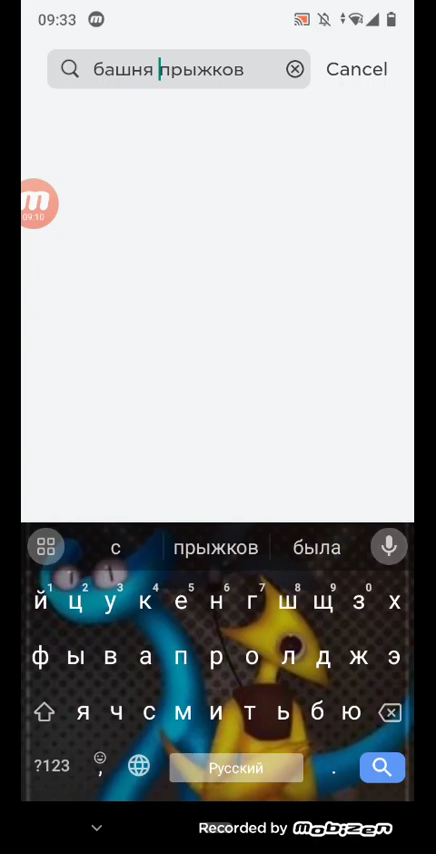 09:33
башня прыжков
Cancel
09:10
с прыжков была
1 2 3 4 5 6 7 8 9 0
й ц у к е н г ш щ з х
ф ы в а п р о л д ж э
я ч с м и т ь б ю
?123 , Русский .
Recorded by mobizen